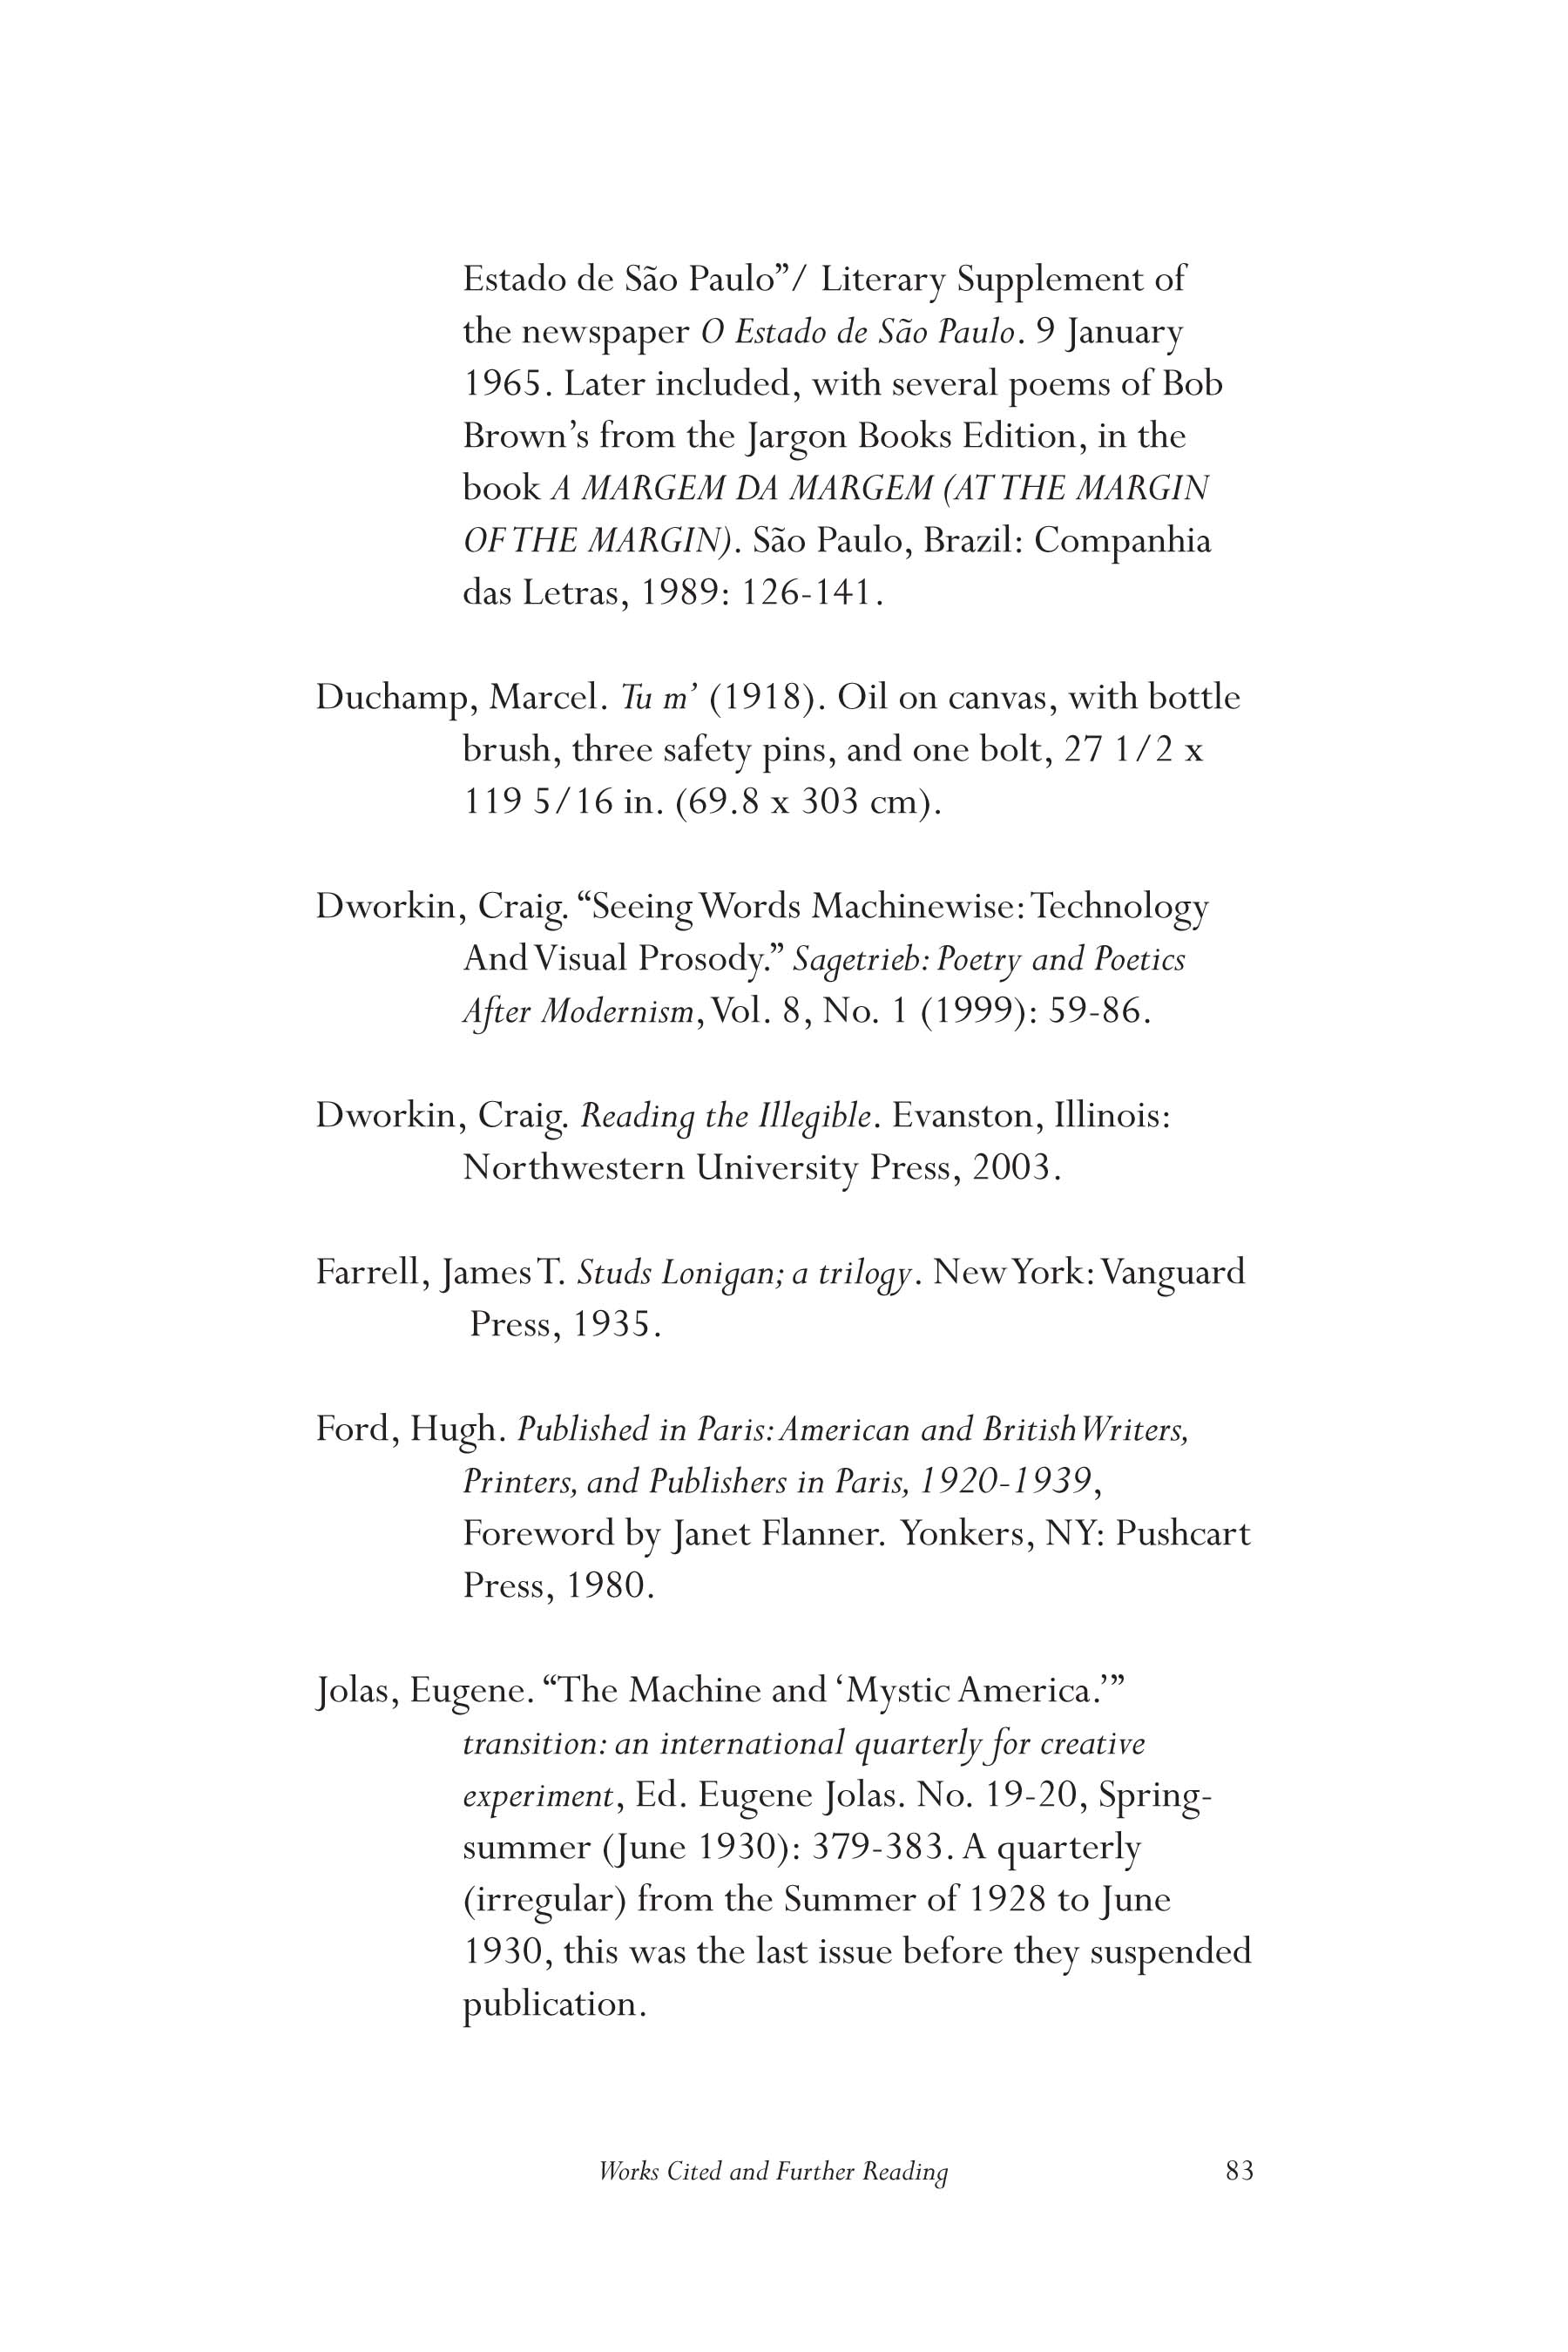 Estado de São Paulo”/ Literary Supplement of
the newspaper O Estado de São Paulo. 9 January
1965. Later included, with several poems of Bob
Brown’s from the Jargon Books Edition, in the
book A MARGEM DA MARGEM (AT THE MARGIN
OF THE MARGIN). São Paulo, Brazil: Companhia
das Letras, 1989: 126-141.
Duchamp, Marcel. Tu m’ (1918). Oil on canvas, with bottle
brush, three safety pins, and one bolt, 27 1/2 x
119 5/16 in. (69.8 x 303 cm).
Dworkin, Craig. “Seeing Words Machinewise: Technology
And Visual Prosody.” Sagetrieb: Poetry and Poetics
After Modernism, Vol. 8, No. 1 (1999): 59-86.
Dworkin, Craig. Reading the Illegible. Evanston, Illinois:
Northwestern University Press, 2003.
Farrell, James T. Studs Lonigan; a trilogy. New York: Vanguard
Press, 1935.
Ford, Hugh. Published in Paris: American and British Writers,
Printers, and Publishers in Paris, 1920-1939,
Foreword by Janet Flanner. Yonkers, NY: Pushcart
Press, 1980.
Jolas, Eugene. “The Machine and ‘Mystic America.’”
transition: an international quarterly for creative
experiment, Ed. Eugene Jolas. No. 19-20, Spring-
summer (June 1930): 379-383. A quarterly
(irregular) from the Summer of 1928 to June
1930, this was the last issue before they suspended
publication.
Works Cited and Further Reading 83